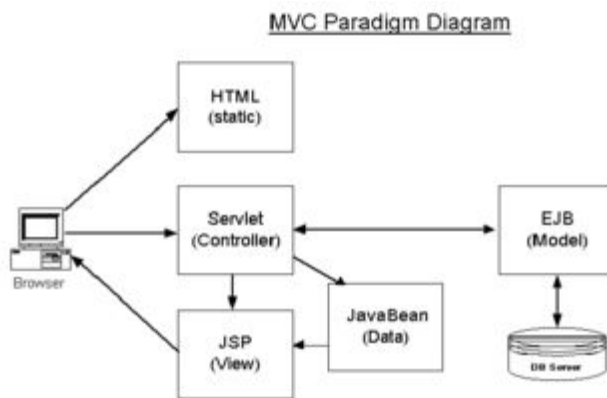 MVC Paradigm Diagram
HTML
(static)
Servlet
(Controller)
EJB
(Model)
Browser
JSP
(View)
JavaBean
(Data)
DB Server